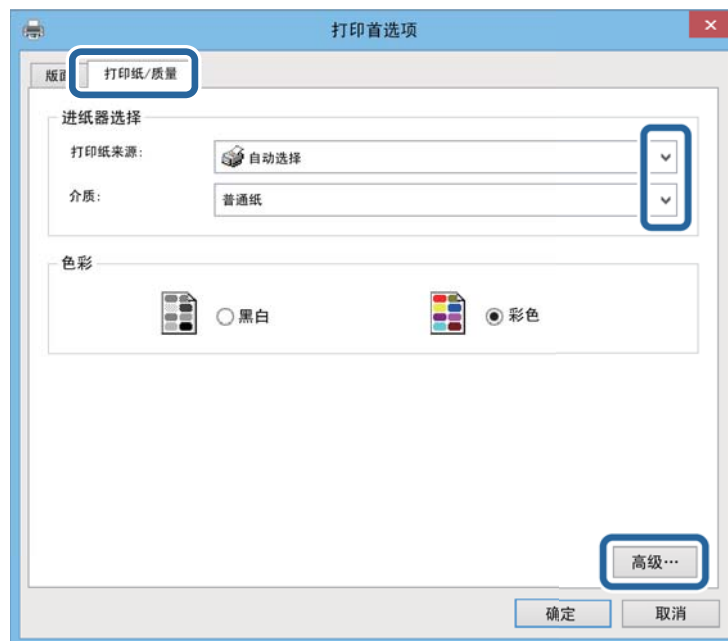 打印首选项
版面
打印纸/质量
进纸器选择
打印纸来源:
自动选择
介质:
普通纸
色彩
黑白
彩色
高级…
确定
取消